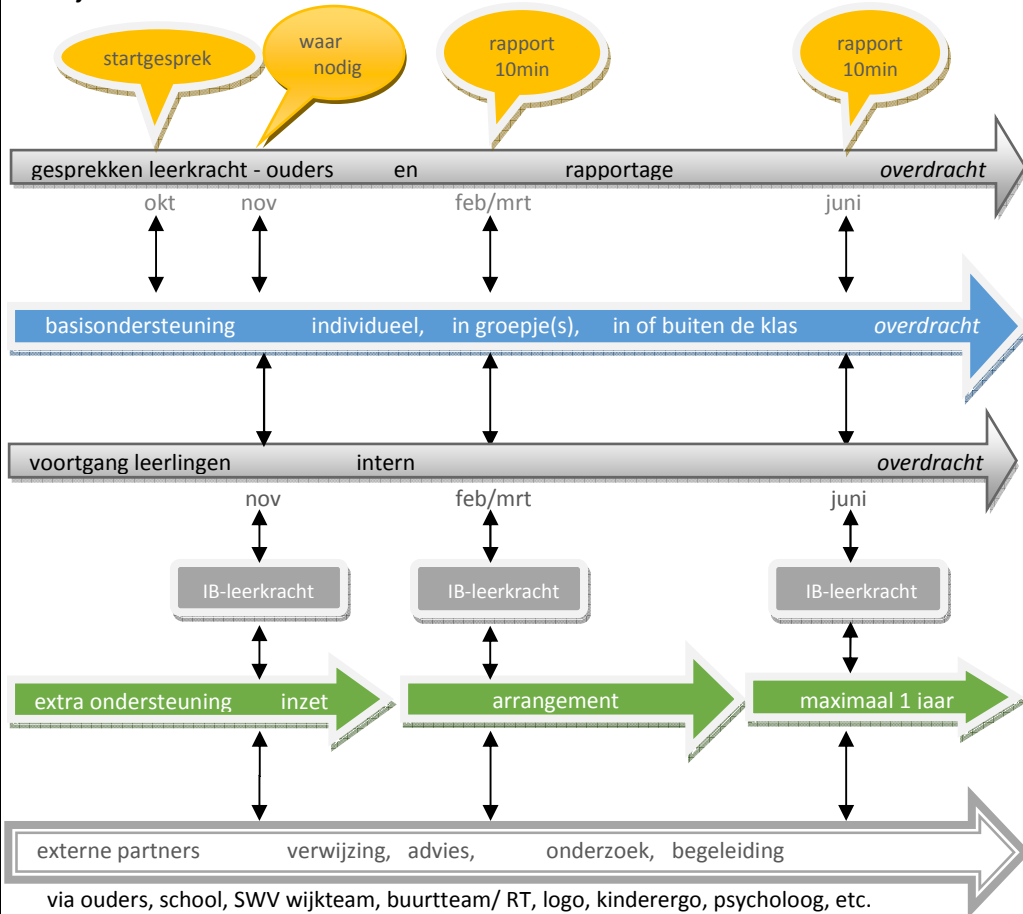 startgesprek
waar
nodig
rapport
10min
rapport
10min
gesprekken leerkracht - ouders en rapportage overdracht
okt nov feb/mrt juni
basisondersteuning individueel, in groepje(s), in of buiten de klas overdracht
voortgang leerlingen intern overdracht
nov feb/mrt juni
IB-leerkracht IB-leerkracht IB-leerkracht
extra ondersteuning inzet arrangement maximaal 1 jaar
externe partners verwijzing, advies, onderzoek, begeleiding
via ouders, school, SWV wijkteam, buurtteam/ RT, logo, kinderergo, psycholoog, etc.